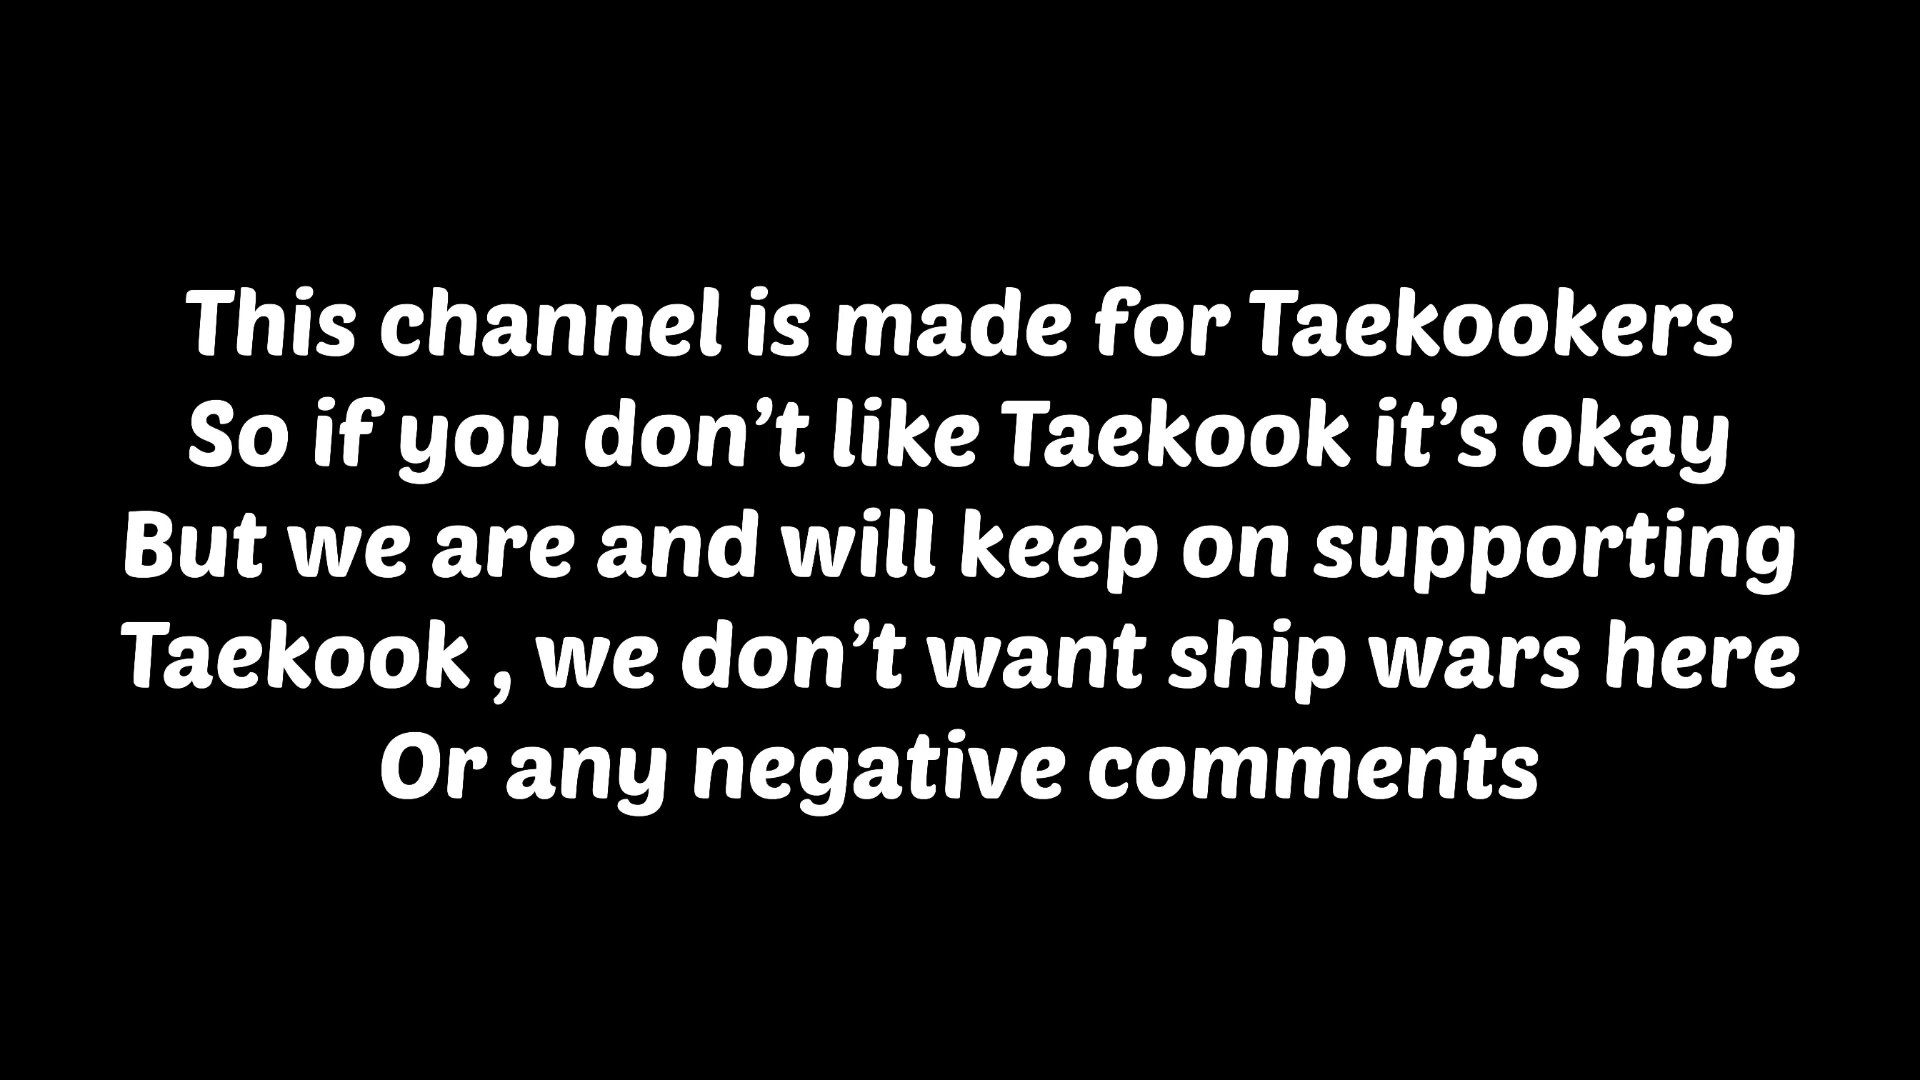 This channel is made for Taekookers
So if you don’t like Taekook it’s okay
But we are and will keep on supporting
Taekook , we don’t want ship wars here
Or any negative comments